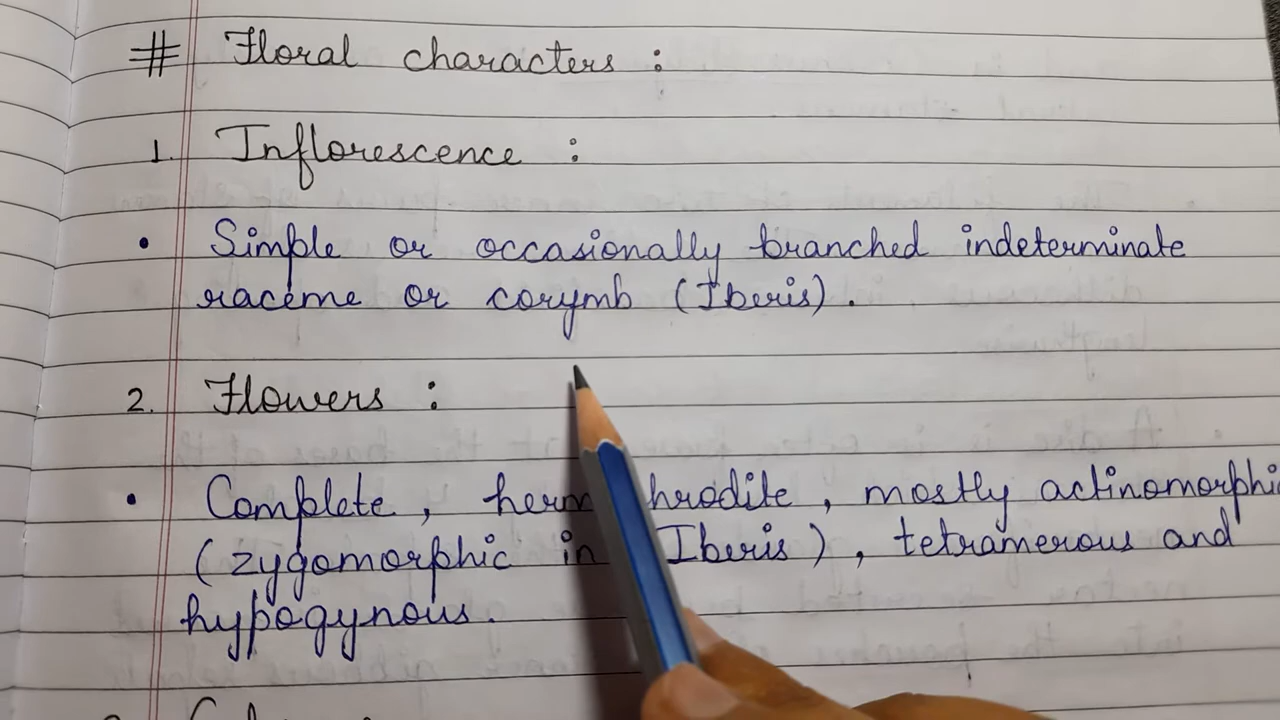 # Floral characters :
1. Inflorescence :
• Simple or occasionally branched indeterminate
raceme or corymb (Iberis).
2. Flowers :
• Complete, mostly actinomorphic
(zygomorphic in Iberis), tetramerous and
hypogynous.